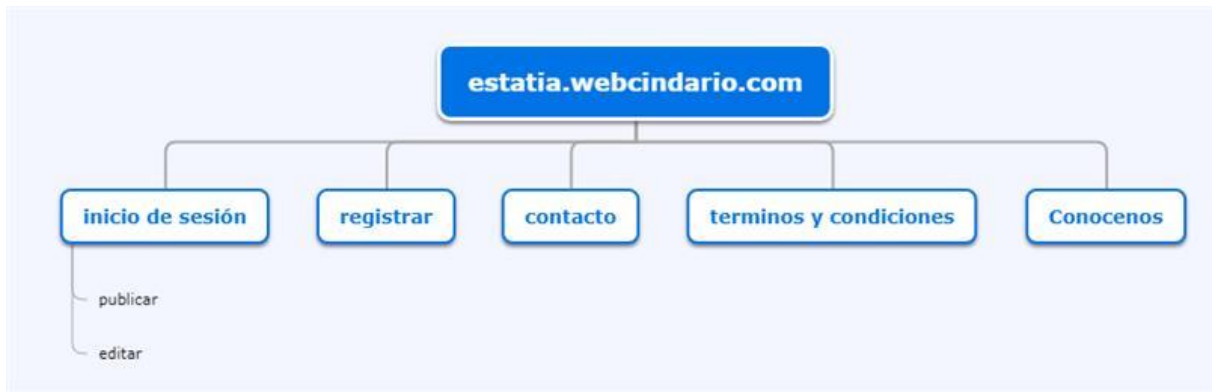 estatia.webcindario.com
inicio de sesión
registrar
contacto
terminos y condiciones
Conocenos
publicar
editar